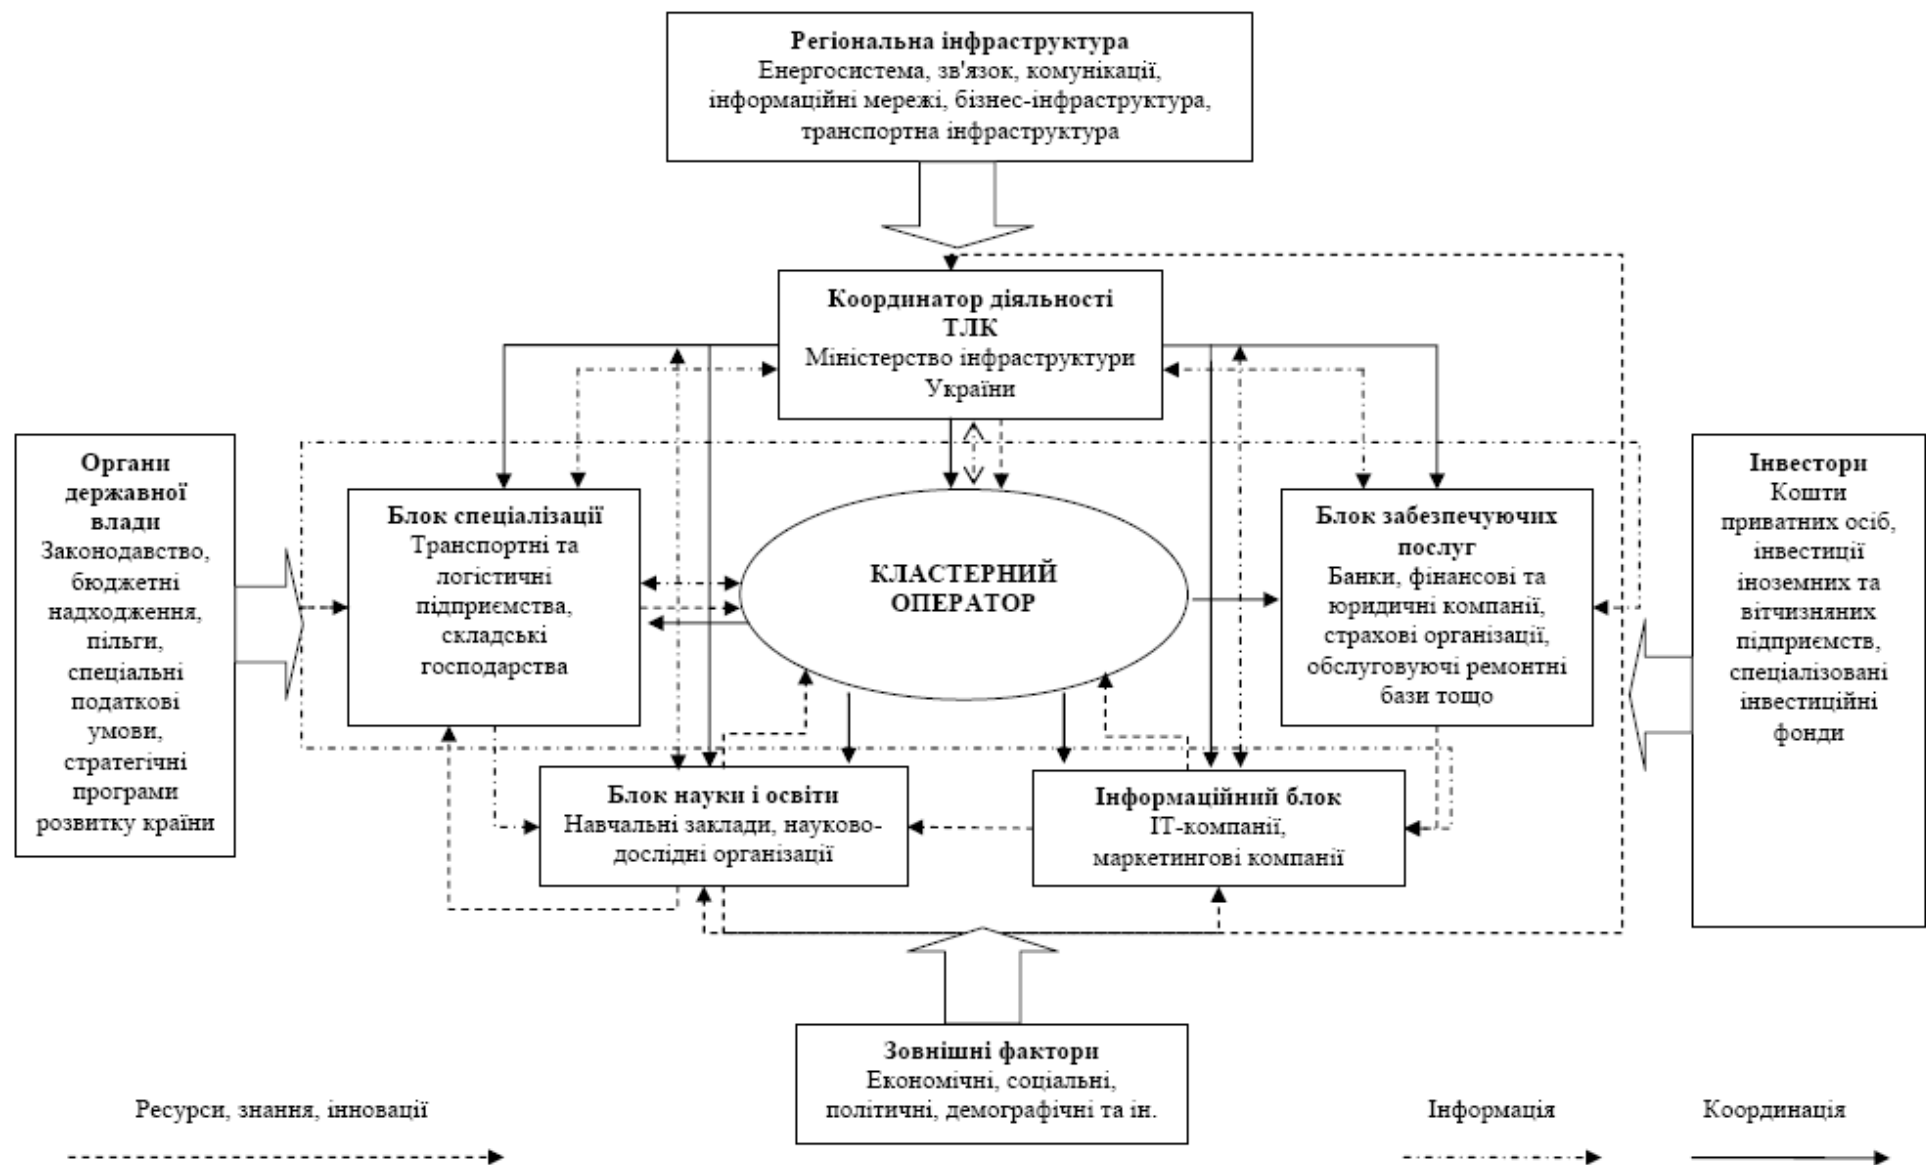 Регіональна інфраструктура
Енергосистема, зв'язок, комунікації,
інформаційні мережі, бізнес-інфраструктура,
транспортна інфраструктура
Координатор діяльності
ТЛК
Міністерство інфраструктури
України
Органи
державної
влади
Законодавство,
бюджетні
надходження,
пільги,
спеціальні
податкові
умови,
стратегічні
програми
розвитку країни
Блок спеціалізації
Транспортні та
логістичні
підприємства,
складські
господарства
КЛАСТЕРНИЙ
ОПЕРАТОР
Блок забезпечуючих
послуг
Банки, фінансові та
юридичні компанії,
страхові організації,
обслуговуючі ремонтні
бази тощо
Інвестори
Кошти
приватних осіб,
інвестиції
іноземних та
вітчизняних
підприємств,
спеціалізовані
інвестиційні
фонди
Блок науки і освіти
Навчальні заклади, науково-
дослідні організації
Інформаційний блок
ІТ-компанії,
маркетингові компанії
Зовнішні фактори
Економічні, соціальні,
політичні, демографічні та ін.
Ресурси, знання, інновації
Інформація
Координація